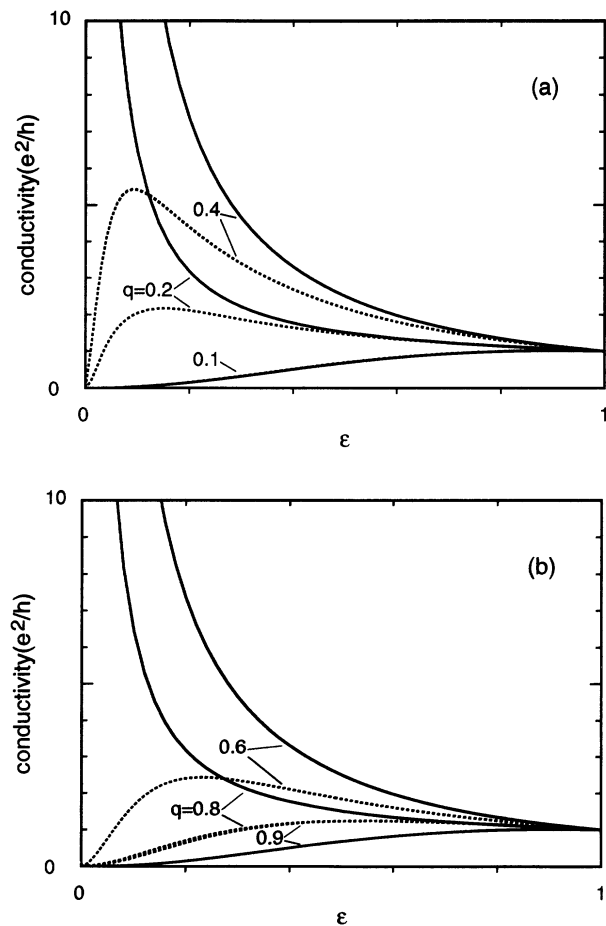 10
(a)
conductivity(e²/h)
0.4
q=0.2
0.1
0
0
1
ε
10
(b)
conductivity(e²/h)
0.6
q=0.8
0.9
0
0
1
ε